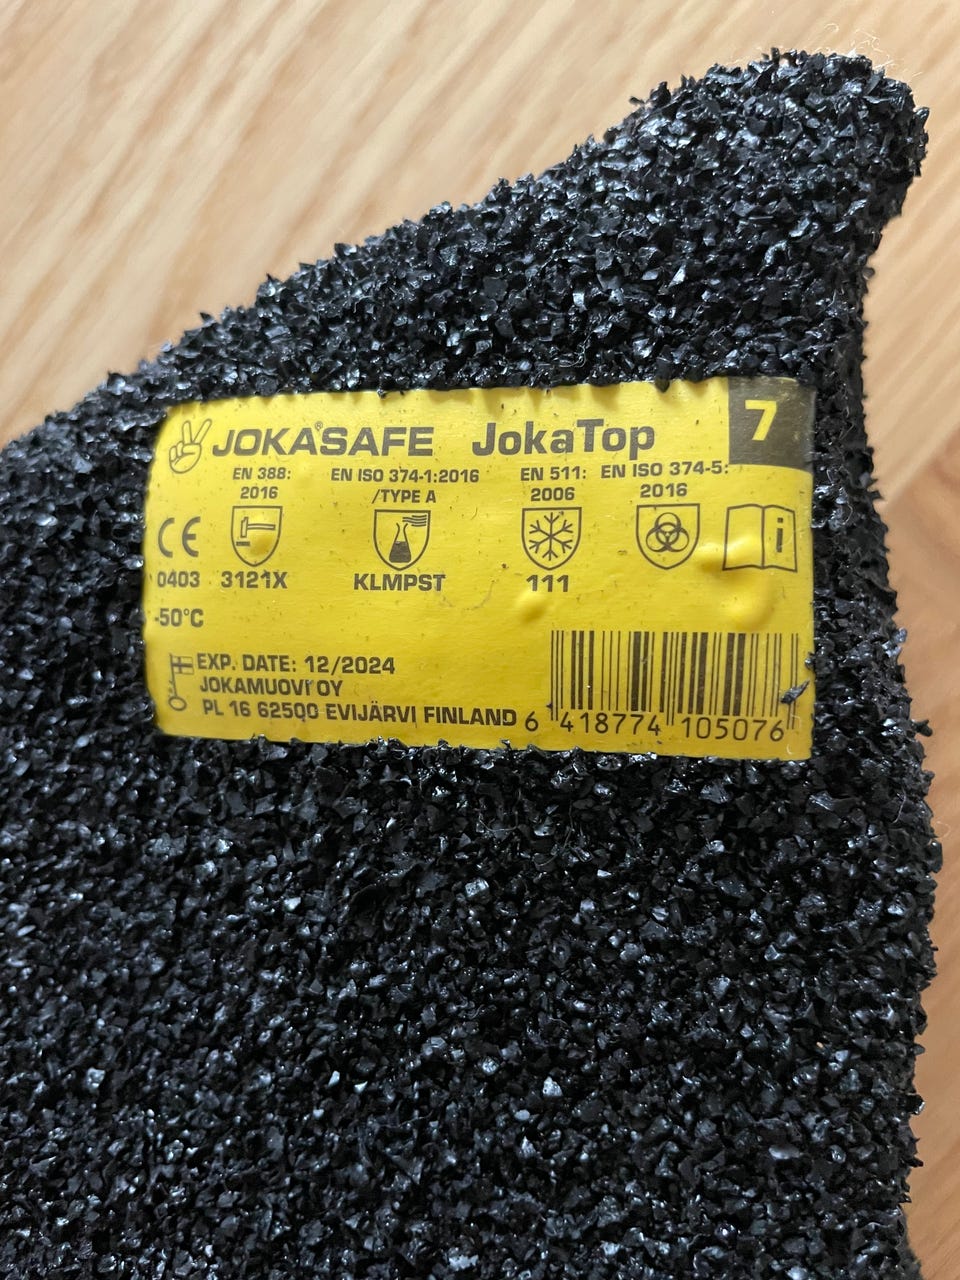 JOKA®SAFE JokaTop 7
EN 388: EN ISO 374-1:2016 EN 511: EN ISO 374-5:
2016 /TYPE A 2006 2016
CE i
0403 3121X KLMPST 111
-50°C
EXP. DATE: 12/2024
JOKAMUOVI OY
PL 16 62500 EVIJÄRVI FINLAND
6 418774 105076